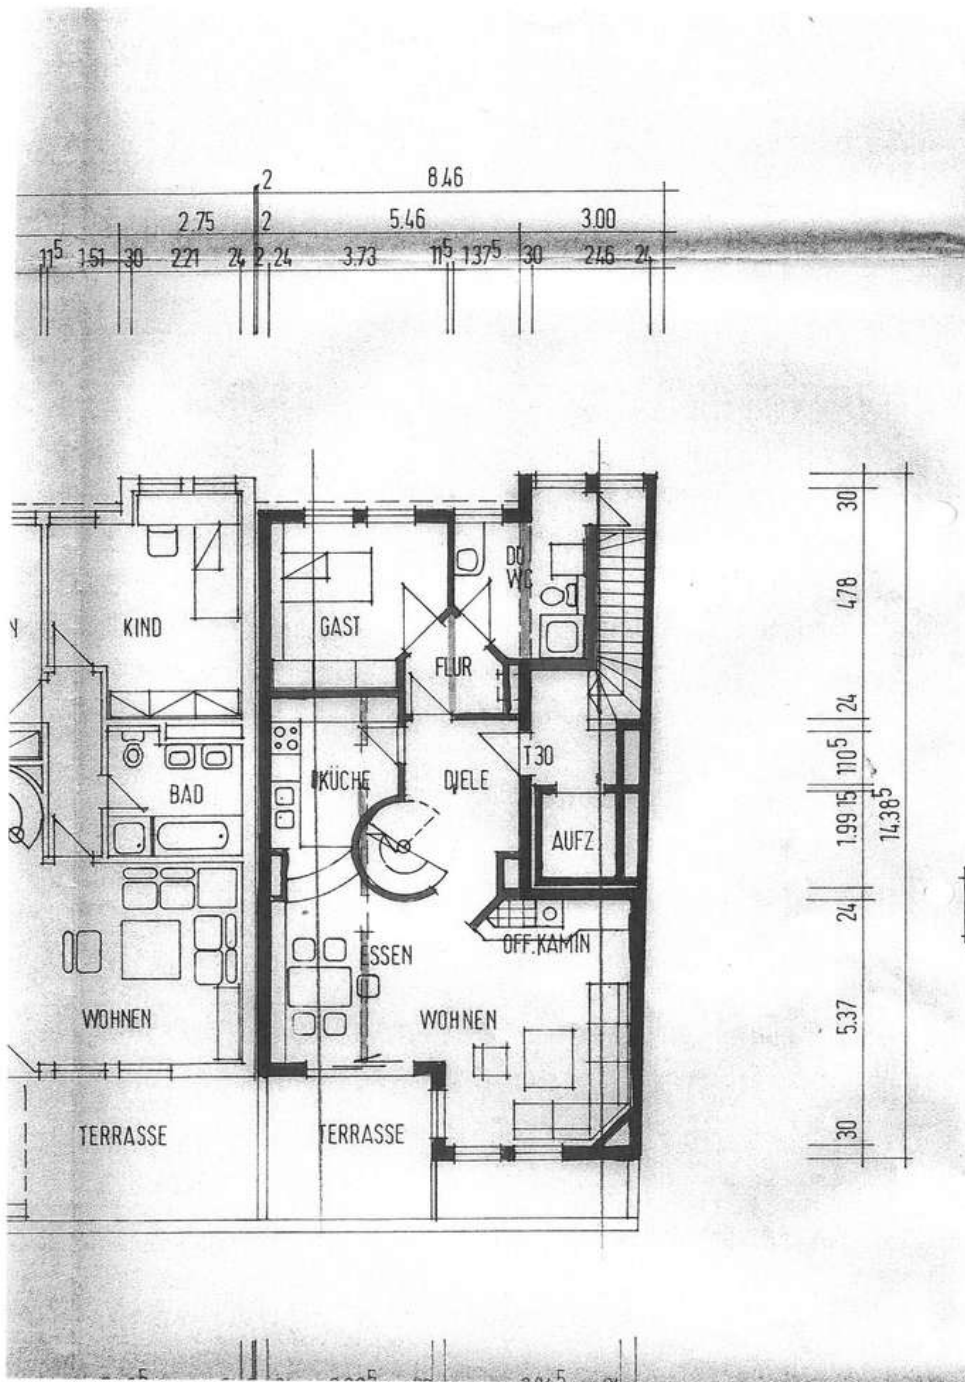 2 8.46
2.75 2 5.46 3.00
11⁵ 1.51 30 2.21 24 2 24 3.73 11⁵ 1.37⁵ 30 2.46 24
30
KIND
GAST
DU
WC
4.78
FLUR
24
KÜCHE
DIELE
T30
1.10⁵
BAD
AUFZ
1.99 15
14.38⁵
24
ESSEN
OFF. KAMIN
WOHNEN
WOHNEN
5.37
TERRASSE
TERRASSE
30